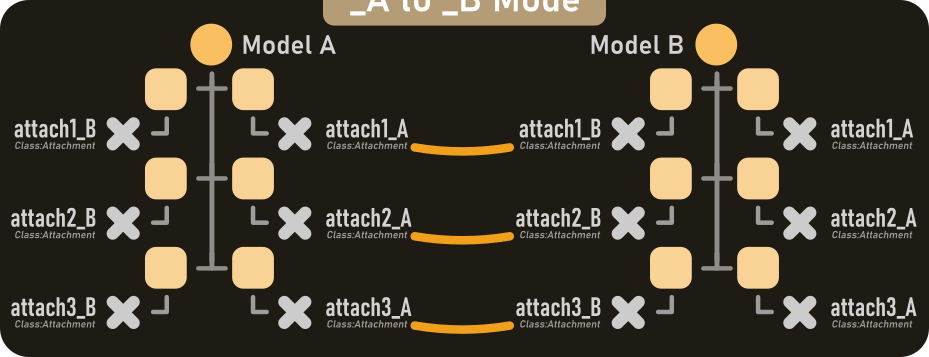 _A to _B Mode
Model A
Model B
attach1_B
Class:Attachment
attach1_A
Class:Attachment
attach1_B
Class:Attachment
attach1_A
Class:Attachment
attach2_B
Class:Attachment
attach2_A
Class:Attachment
attach2_B
Class:Attachment
attach2_A
Class:Attachment
attach3_B
Class:Attachment
attach3_A
Class:Attachment
attach3_B
Class:Attachment
attach3_A
Class:Attachment